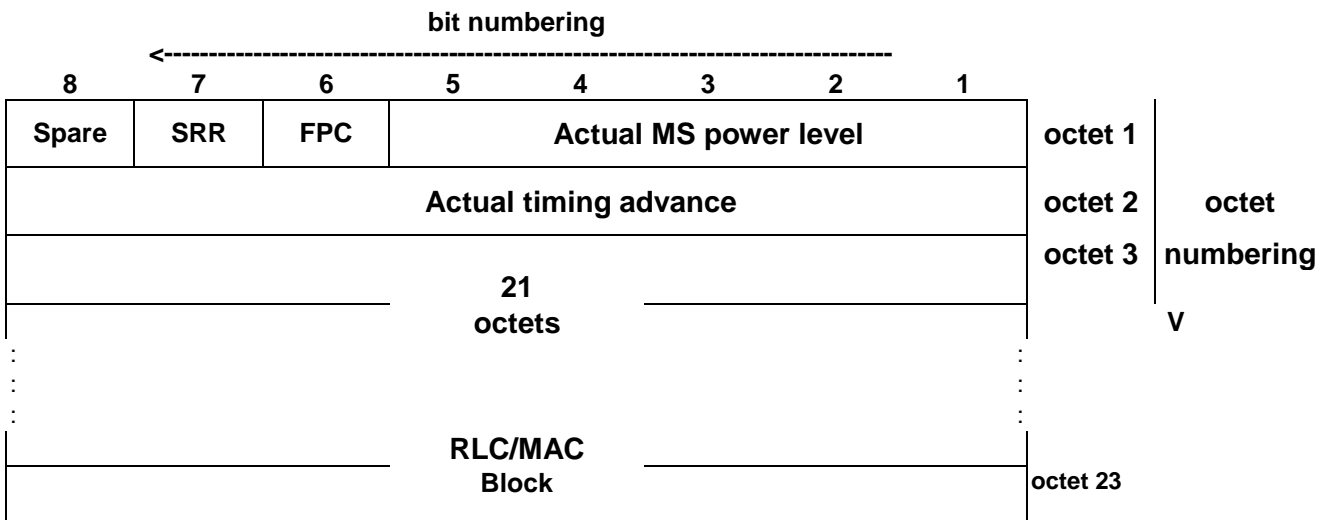 bit numbering
<--------------------------------------------------------------------------------
8 7 6 5 4 3 2 1
Spare SRR FPC Actual MS power level octet 1
Actual timing advance octet 2 octet
octet 3 numbering
21
octets V
: :
: :
: :
RLC/MAC
Block octet 23